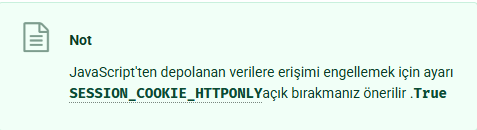 Not
JavaScript'ten depolanan verilere erişimi engellemek için ayarı
SESSION_COOKIE_HTTPONLYaçık bırakmanız önerilir .True